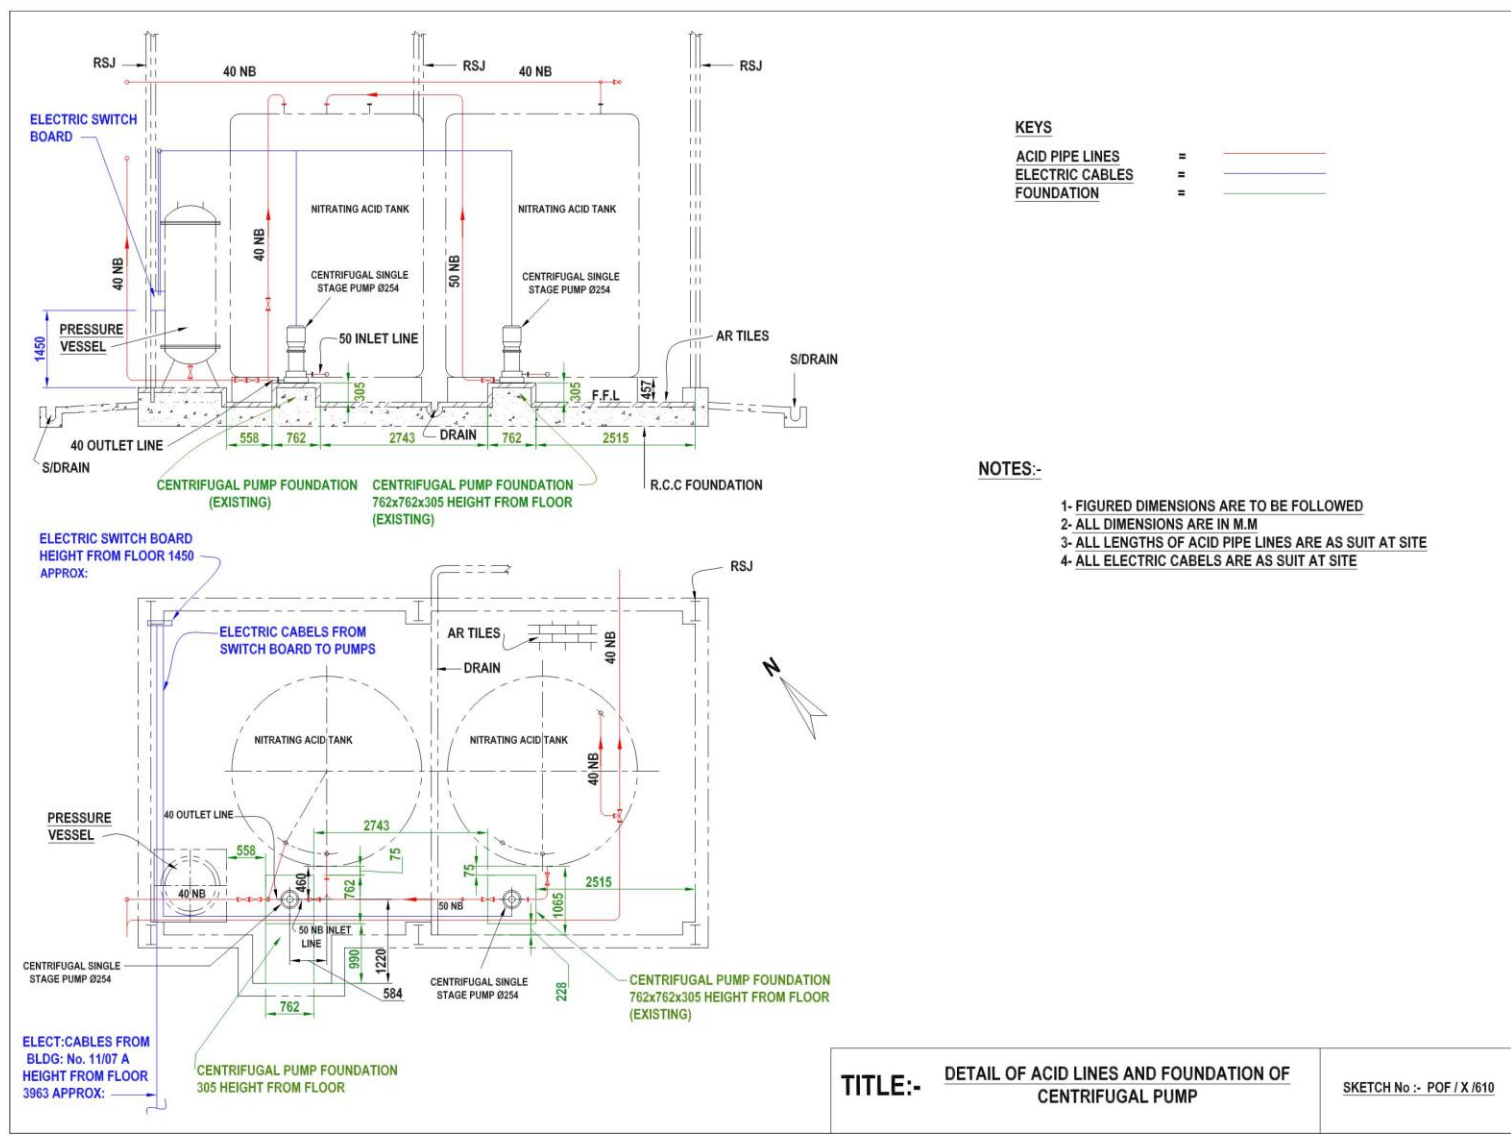 RSJ
RSJ
RSJ
40 NB
40 NB
ELECTRIC SWITCH
BOARD
NITRATING ACID TANK
NITRATING ACID TANK
40 NB
40 NB
50 NB
CENTRIFUGAL SINGLE
STAGE PUMP Ø254
CENTRIFUGAL SINGLE
STAGE PUMP Ø254
PRESSURE
VESSEL
1450
50 INLET LINE
AR TILES
S/DRAIN
305
305
457
F.F.L
40 OUTLET LINE
DRAIN
558
762
2743
762
2515
S/DRAIN
CENTRIFUGAL PUMP FOUNDATION
(EXISTING)
CENTRIFUGAL PUMP FOUNDATION
762x762x305 HEIGHT FROM FLOOR
(EXISTING)
R.C.C FOUNDATION
KEYS
ACID PIPE LINES =
ELECTRIC CABLES =
FOUNDATION =
NOTES:-
1- FIGURED DIMENSIONS ARE TO BE FOLLOWED
2- ALL DIMENSIONS ARE IN M.M
3- ALL LENGTHS OF ACID PIPE LINES ARE AS SUIT AT SITE
4- ALL ELECTRIC CABELS ARE AS SUIT AT SITE
ELECTRIC SWITCH BOARD
HEIGHT FROM FLOOR 1450
APPROX:
RSJ
ELECTRIC CABELS FROM
SWITCH BOARD TO PUMPS
AR TILES
40 NB
DRAIN
N
NITRATING ACID TANK
NITRATING ACID TANK
40 NB
PRESSURE
VESSEL
40 OUTLET LINE
2743
558
75
75
460
762
2515
40 NB
50 NB
1065
50 NB INLET
LINE
990
1220
CENTRIFUGAL SINGLE
STAGE PUMP Ø254
584
CENTRIFUGAL SINGLE
STAGE PUMP Ø254
228
762
CENTRIFUGAL PUMP FOUNDATION
762x762x305 HEIGHT FROM FLOOR
(EXISTING)
ELECT:CABLES FROM
BLDG: No. 11/07 A
HEIGHT FROM FLOOR
3963 APPROX:
CENTRIFUGAL PUMP FOUNDATION
305 HEIGHT FROM FLOOR
TITLE:-
DETAIL OF ACID LINES AND FOUNDATION OF
CENTRIFUGAL PUMP
SKETCH No :- POF / X /610